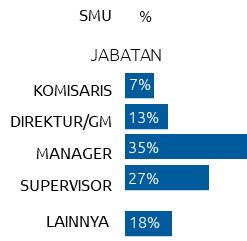 SMU %
JABATAN
KOMISARIS 7%
DIREKTUR/GM 13%
MANAGER 35%
SUPERVISOR 27%
LAINNYA 18%